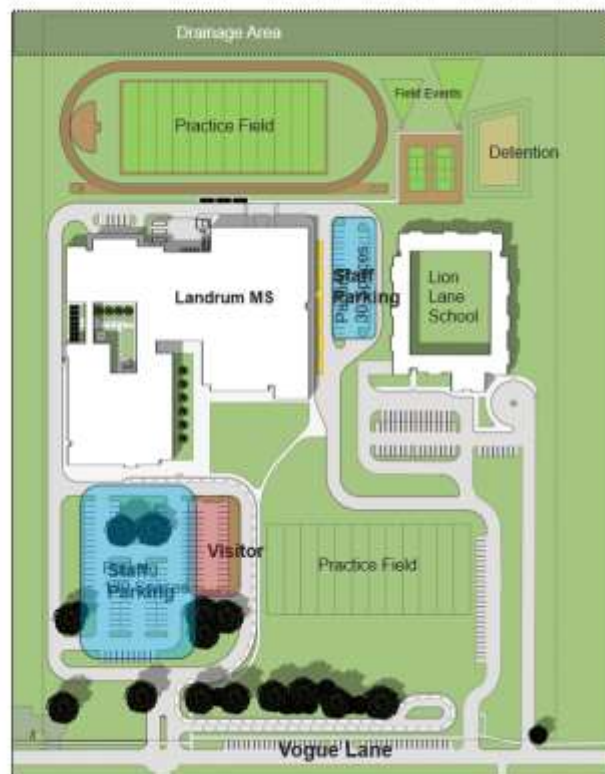 Drainage Area
Field Events
Practice Field
Detention
Landrum MS
Staff
Parking
Lion
Lane
School
Visitor
Staff
Parking
Practice Field
Vogue Lane